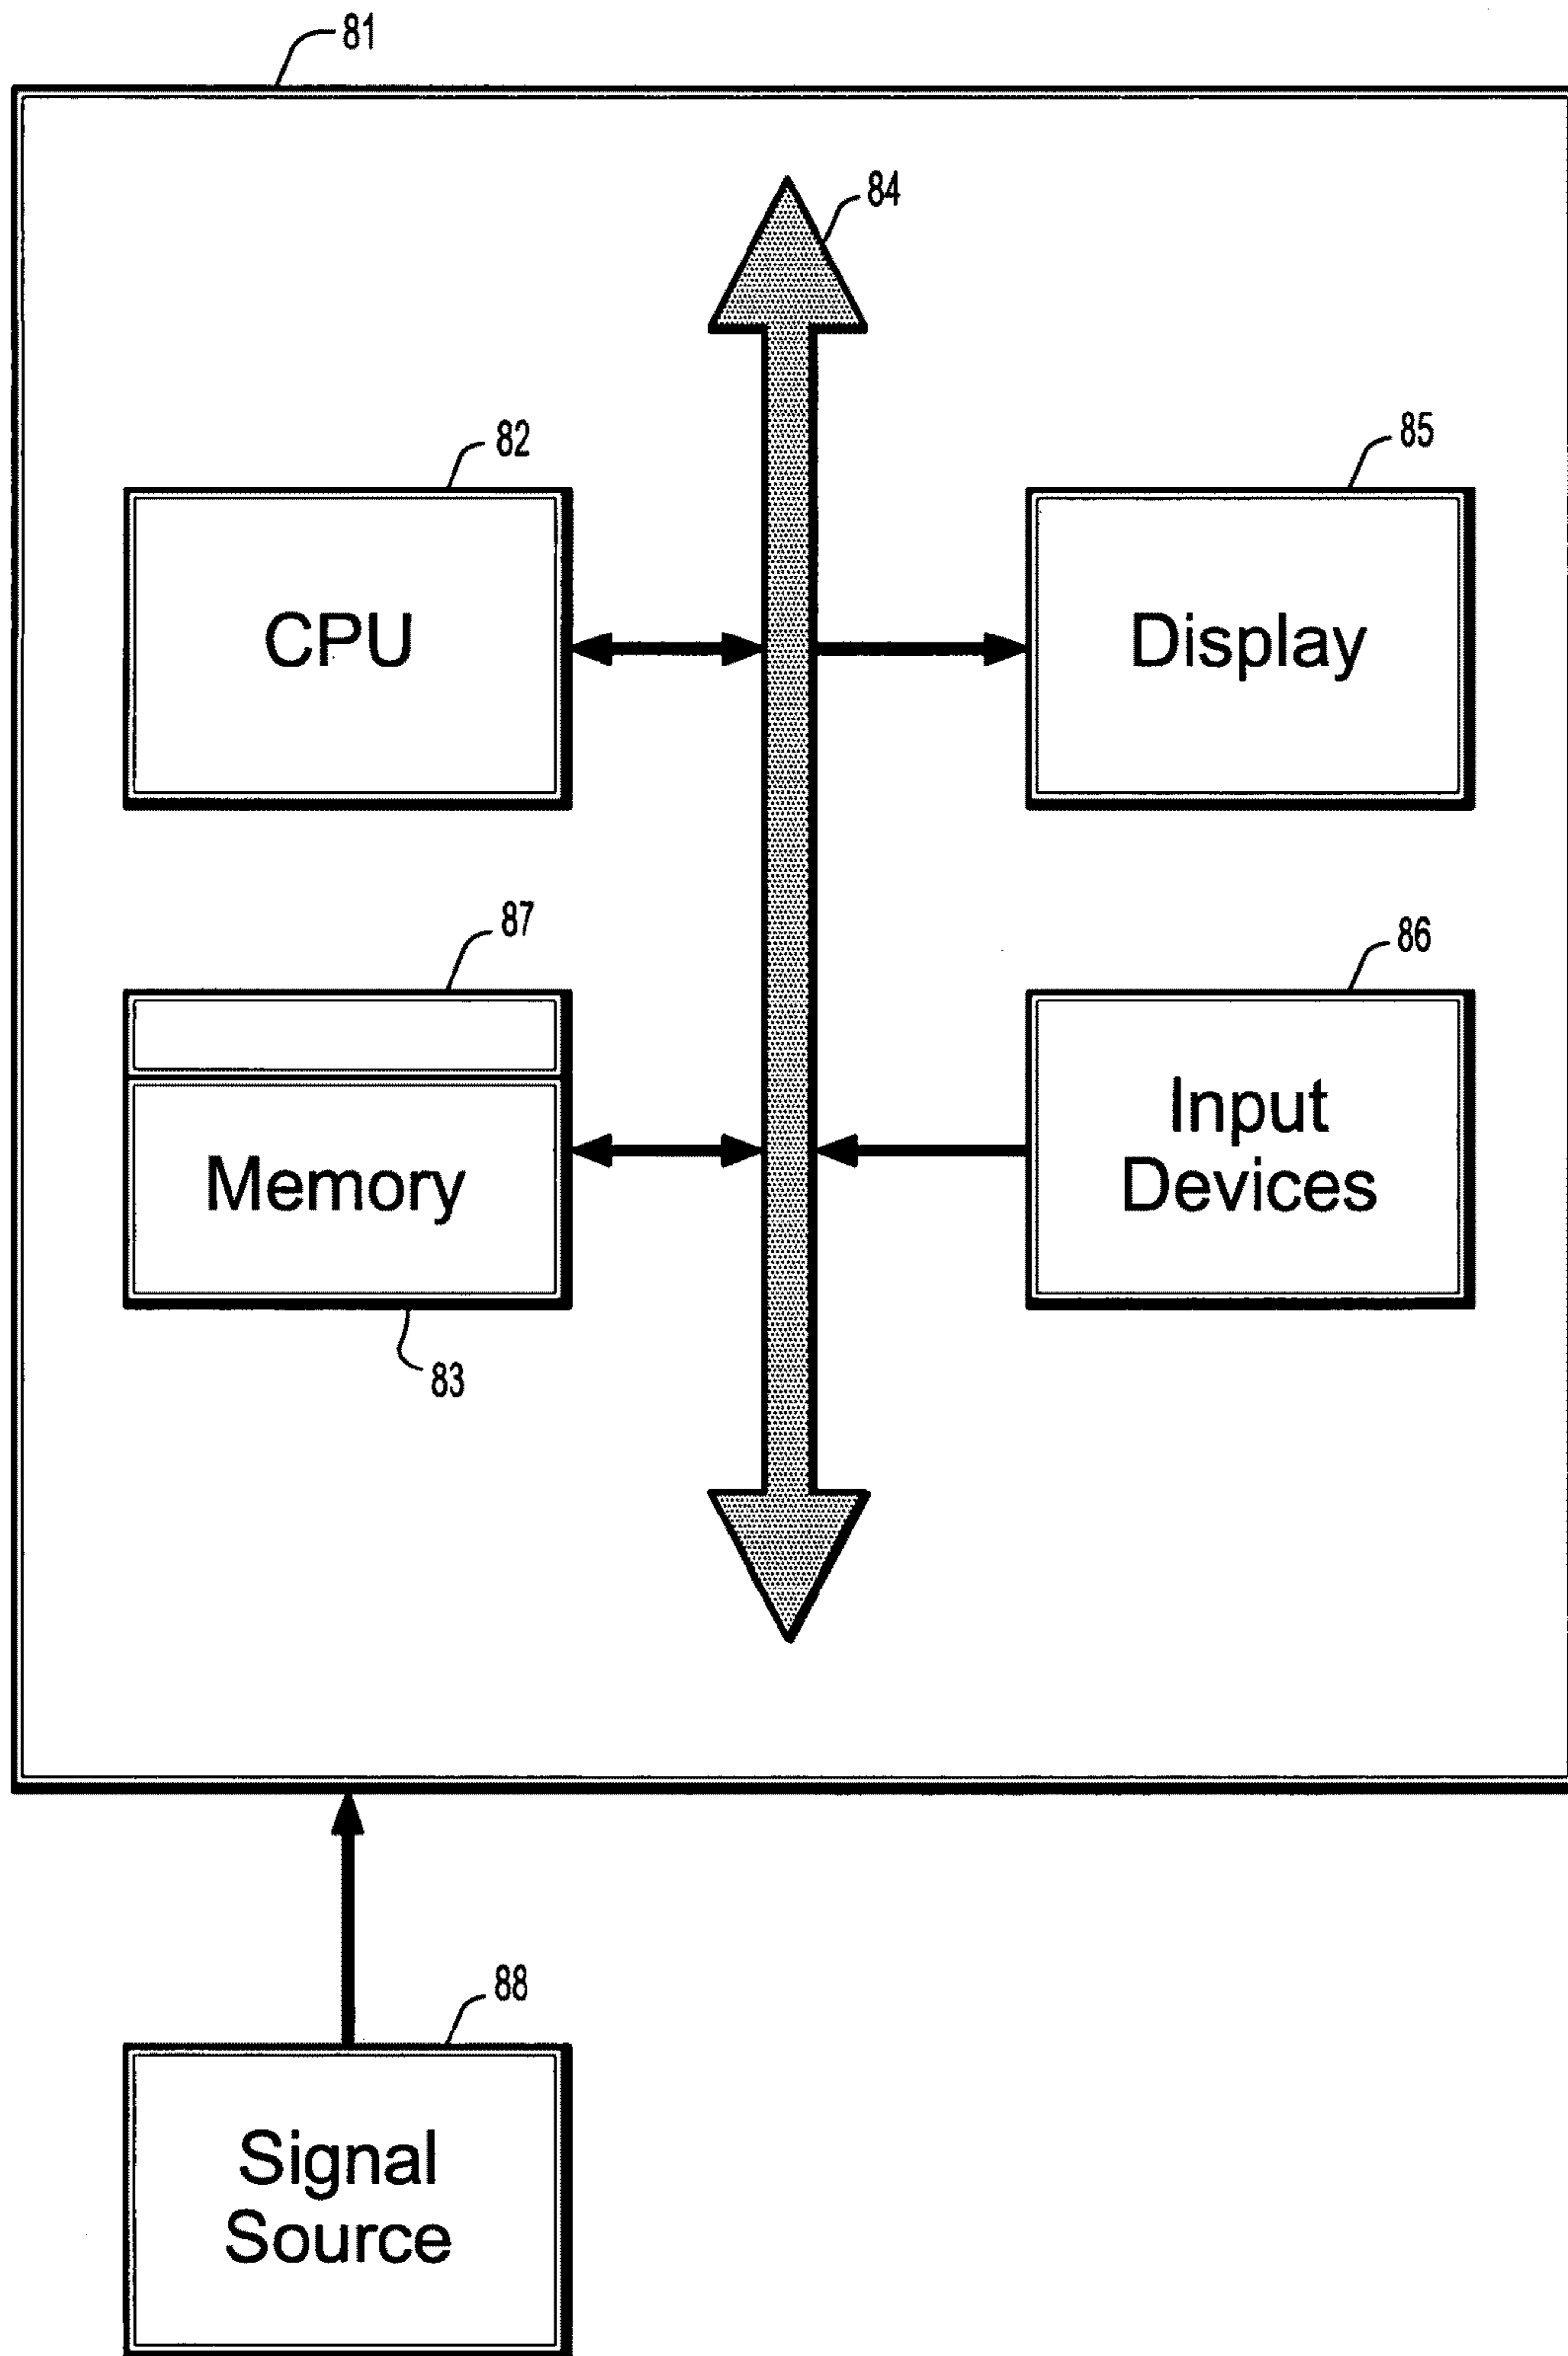 81
84
82
85
CPU
Display
87
86
Memory
Input
Devices
83
88
Signal
Source